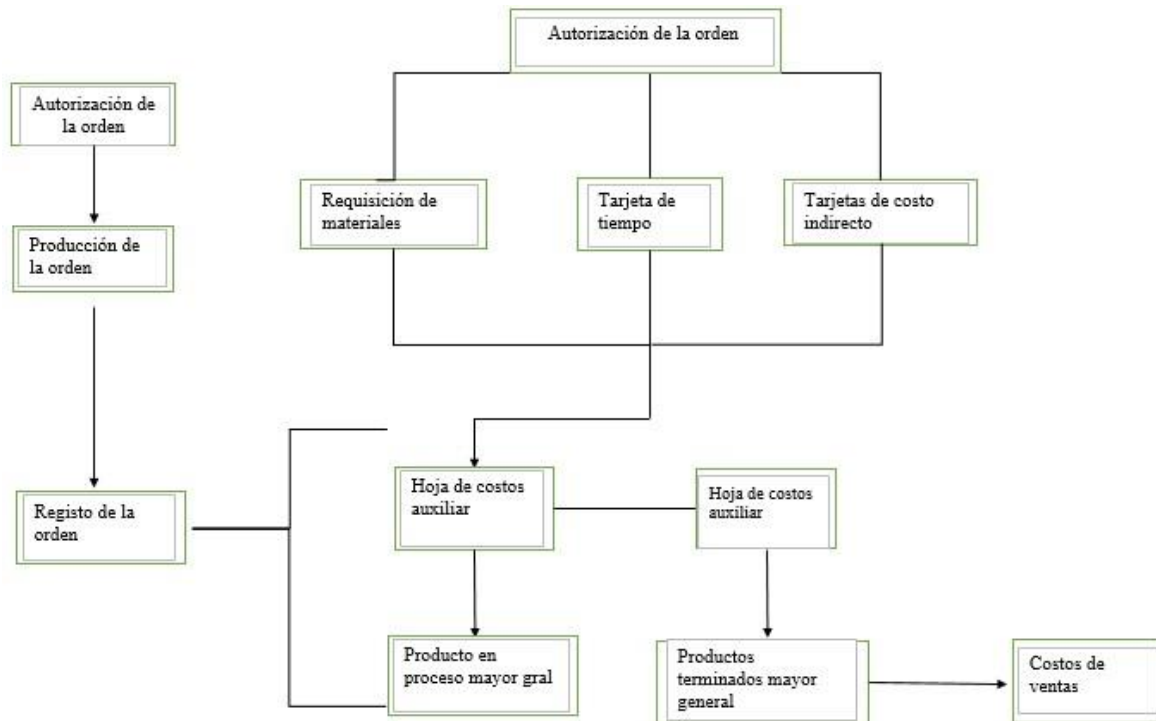 Autorización de la orden
Autorización de
la orden
Requisición de
materiales
Tarjeta de
tiempo
Tarjetas de costo
indirecto
Producción de
la orden
Registo de la
orden
Hoja de costos
auxiliar
Hoja de costos
auxiliar
Producto en
proceso mayor gral
Productos
terminados mayor
general
Costos de
ventas